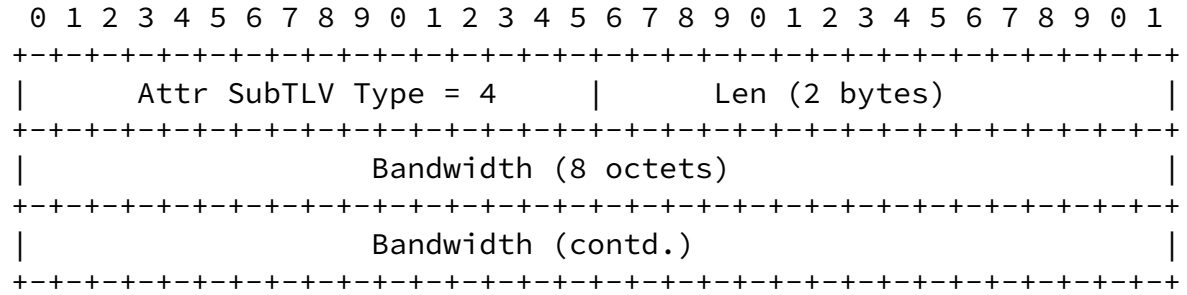 0 1 2 3 4 5 6 7 8 9 0 1 2 3 4 5 6 7 8 9 0 1 2 3 4 5 6 7 8 9 0 1
+-+-+-+-+-+-+-+-+-+-+-+-+-+-+-+-+-+-+-+-+-+-+-+-+-+-+-+-+-+-+-+-+
|      Attr SubTLV Type = 4     |      Len (2 bytes)            |
+-+-+-+-+-+-+-+-+-+-+-+-+-+-+-+-+-+-+-+-+-+-+-+-+-+-+-+-+-+-+-+-+
|                   Bandwidth (8 octets)                        |
+-+-+-+-+-+-+-+-+-+-+-+-+-+-+-+-+-+-+-+-+-+-+-+-+-+-+-+-+-+-+-+-+
|                   Bandwidth (contd.)                          |
+-+-+-+-+-+-+-+-+-+-+-+-+-+-+-+-+-+-+-+-+-+-+-+-+-+-+-+-+-+-+-+-+